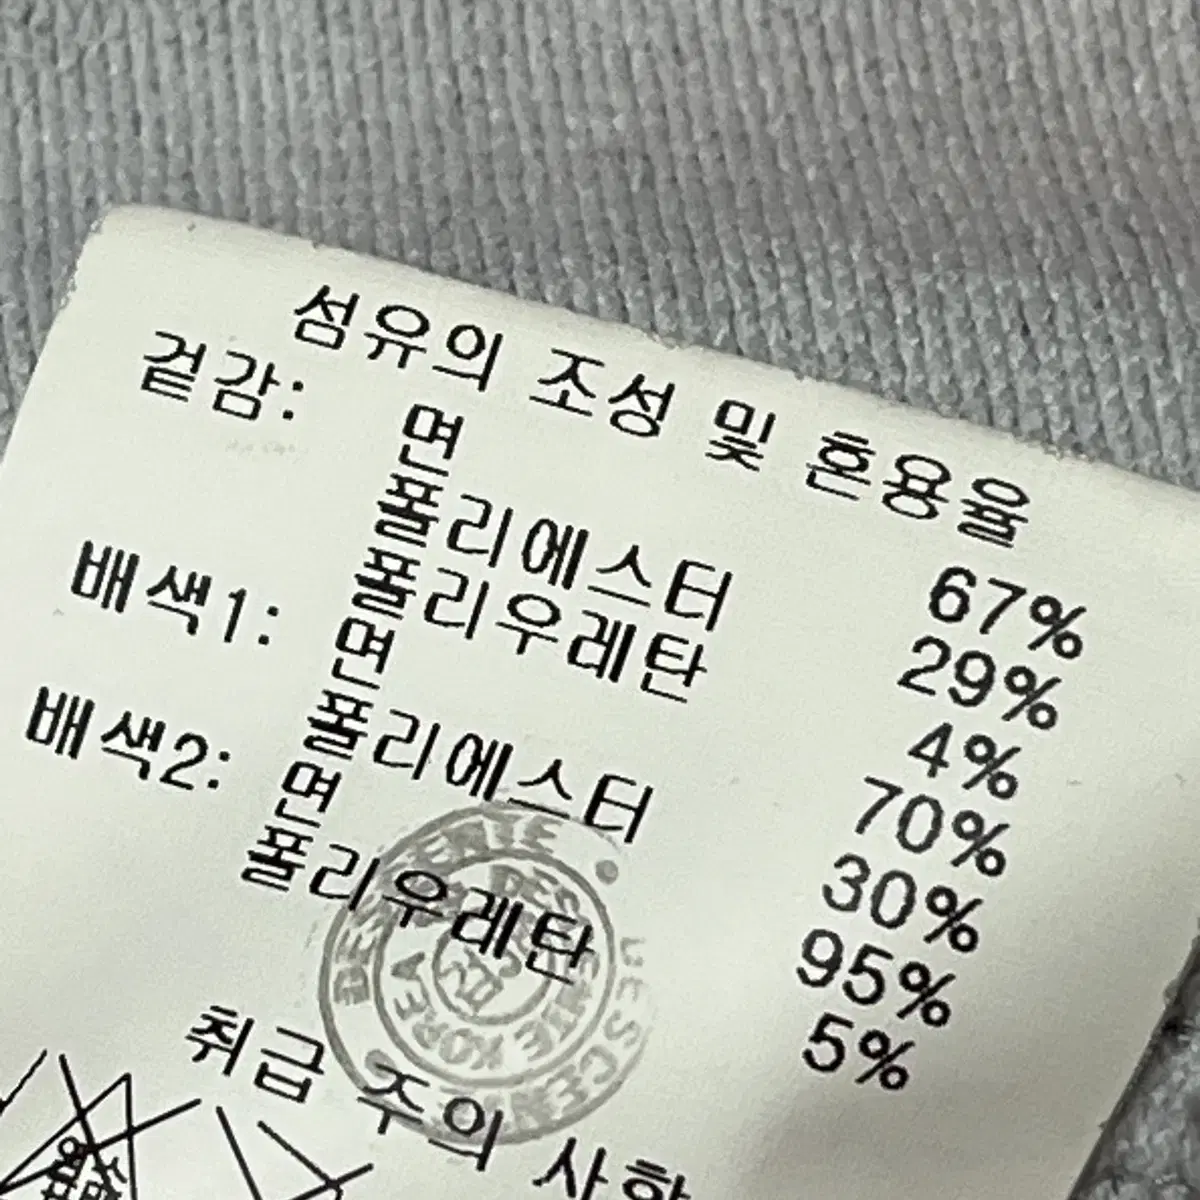 섬유의 조성 및 혼용율
겉감: 면 67%
폴리에스터 29%
폴리우레탄 4%
배색1: 면 70%
폴리에스터 30%
배색2: 면 95%
폴리우레탄 5%
취급 주의 사항